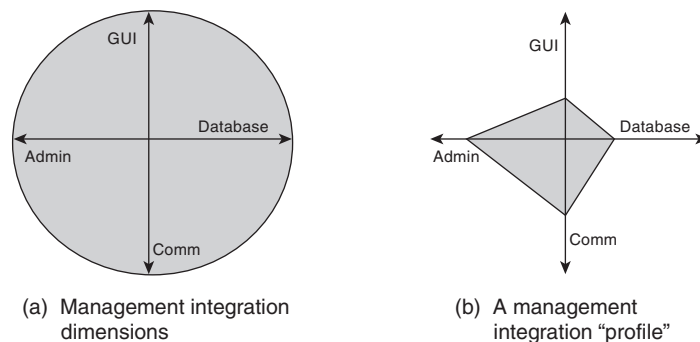 GUI
Database
Admin
Comm
(a) Management integration
dimensions
GUI
Database
Admin
Comm
(b) A management
integration “profile”